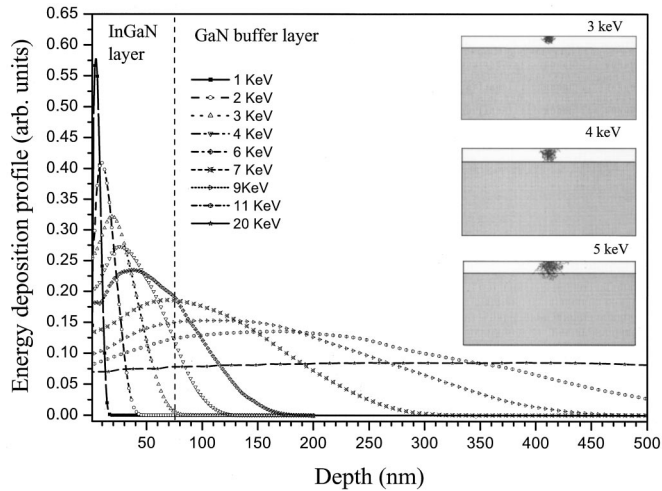 Energy deposition profile (arb. units)
0.65
0.60
0.55
0.50
0.45
0.40
0.35
0.30
0.25
0.20
0.15
0.10
0.05
0.00
InGaN
layer
GaN buffer layer
1 KeV
2 KeV
3 KeV
4 KeV
6 KeV
7 KeV
9KeV
11 KeV
20 KeV
3 keV
4 keV
5 keV
50 100 150 200 250 300 350 400 450 500
Depth (nm)